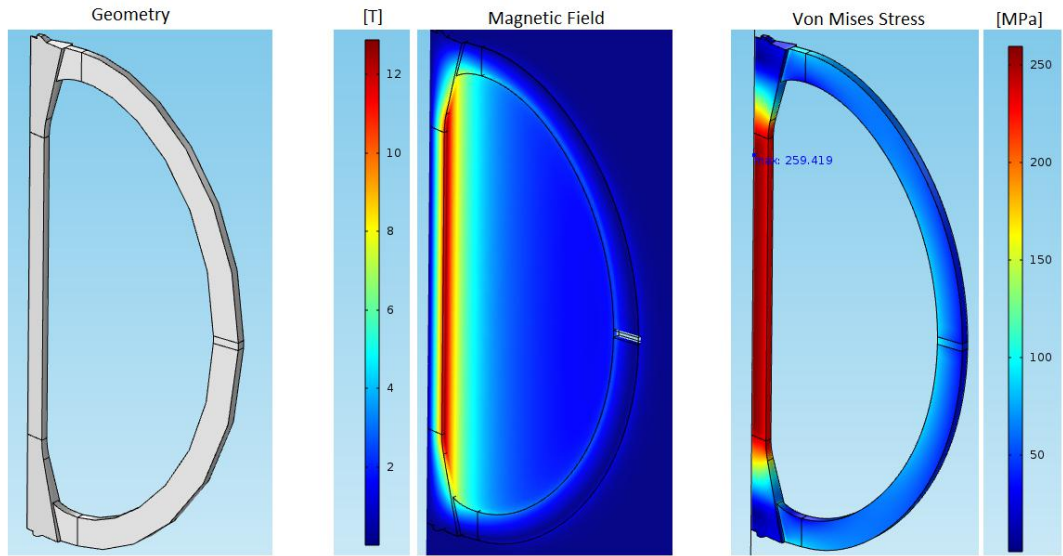 Geometry
[T]
Magnetic Field
Von Mises Stress
[MPa]
12
10
8
6
4
2
max: 259.419
250
200
150
100
50